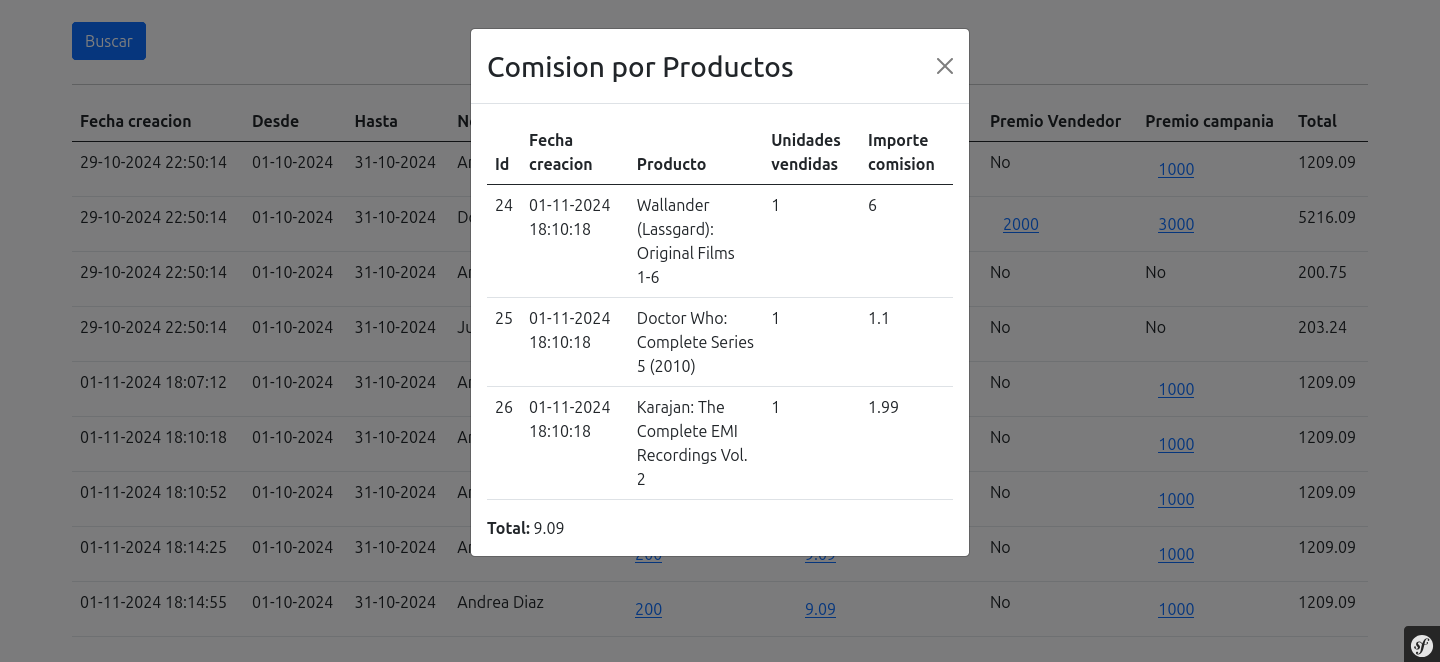 Buscar
Comision por Productos
Fecha creacion Desde Hasta Premio Vendedor Premio campania Total
29-10-2024 22:50:14 01-10-2024 31-10-2024 No 1000 1209.09
29-10-2024 22:50:14 01-10-2024 31-10-2024 2000 3000 5216.09
29-10-2024 22:50:14 01-10-2024 31-10-2024 No No 200.75
29-10-2024 22:50:14 01-10-2024 31-10-2024 No No 203.24
01-11-2024 18:07:12 01-10-2024 31-10-2024 No 1000 1209.09
01-11-2024 18:10:18 01-10-2024 31-10-2024 No 1000 1209.09
01-11-2024 18:10:52 01-10-2024 31-10-2024 No 1000 1209.09
01-11-2024 18:14:25 01-10-2024 31-10-2024 200 9.09 No 1000 1209.09
01-11-2024 18:14:55 01-10-2024 31-10-2024 Andrea Diaz 200 9.09 No 1000 1209.09
Fecha Unidades Importe
Id creacion Producto vendidas comision
24 01-11-2024 Wallander 1 6
18:10:18 (Lassgard):
Original Films
1-6
25 01-11-2024 Doctor Who: 1 1.1
18:10:18 Complete Series
5 (2010)
26 01-11-2024 Karajan: The 1 1.99
18:10:18 Complete EMI
Recordings Vol.
2
Total: 9.09
sf